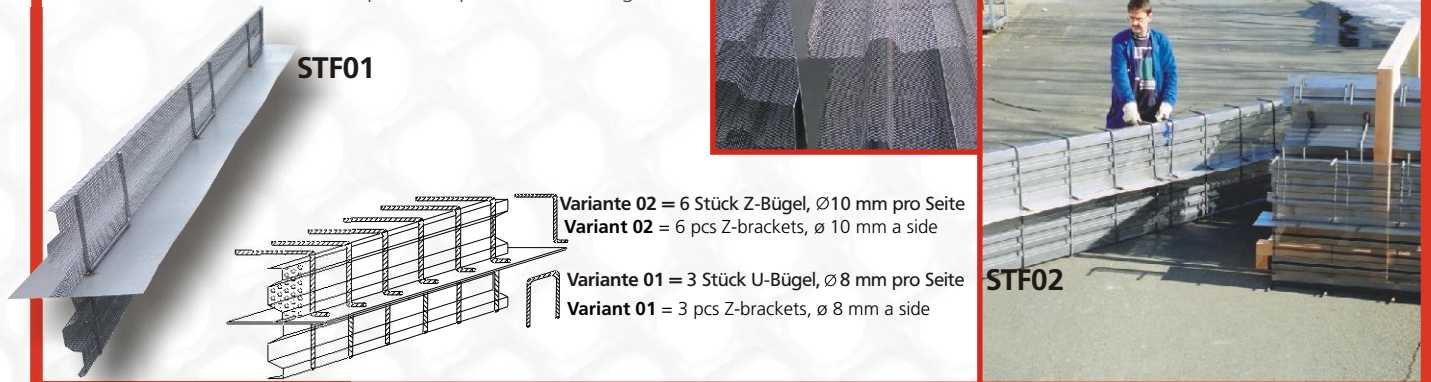 STF01
Variante 02 = 6 Stück Z-Bügel, Ø10 mm pro Seite
Variant 02 = 6 pcs Z-brackets, ø 10 mm a side
Variante 01 = 3 Stück U-Bügel, Ø 8 mm pro Seite
Variant 01 = 3 pcs Z-brackets, ø 8 mm a side
STF02